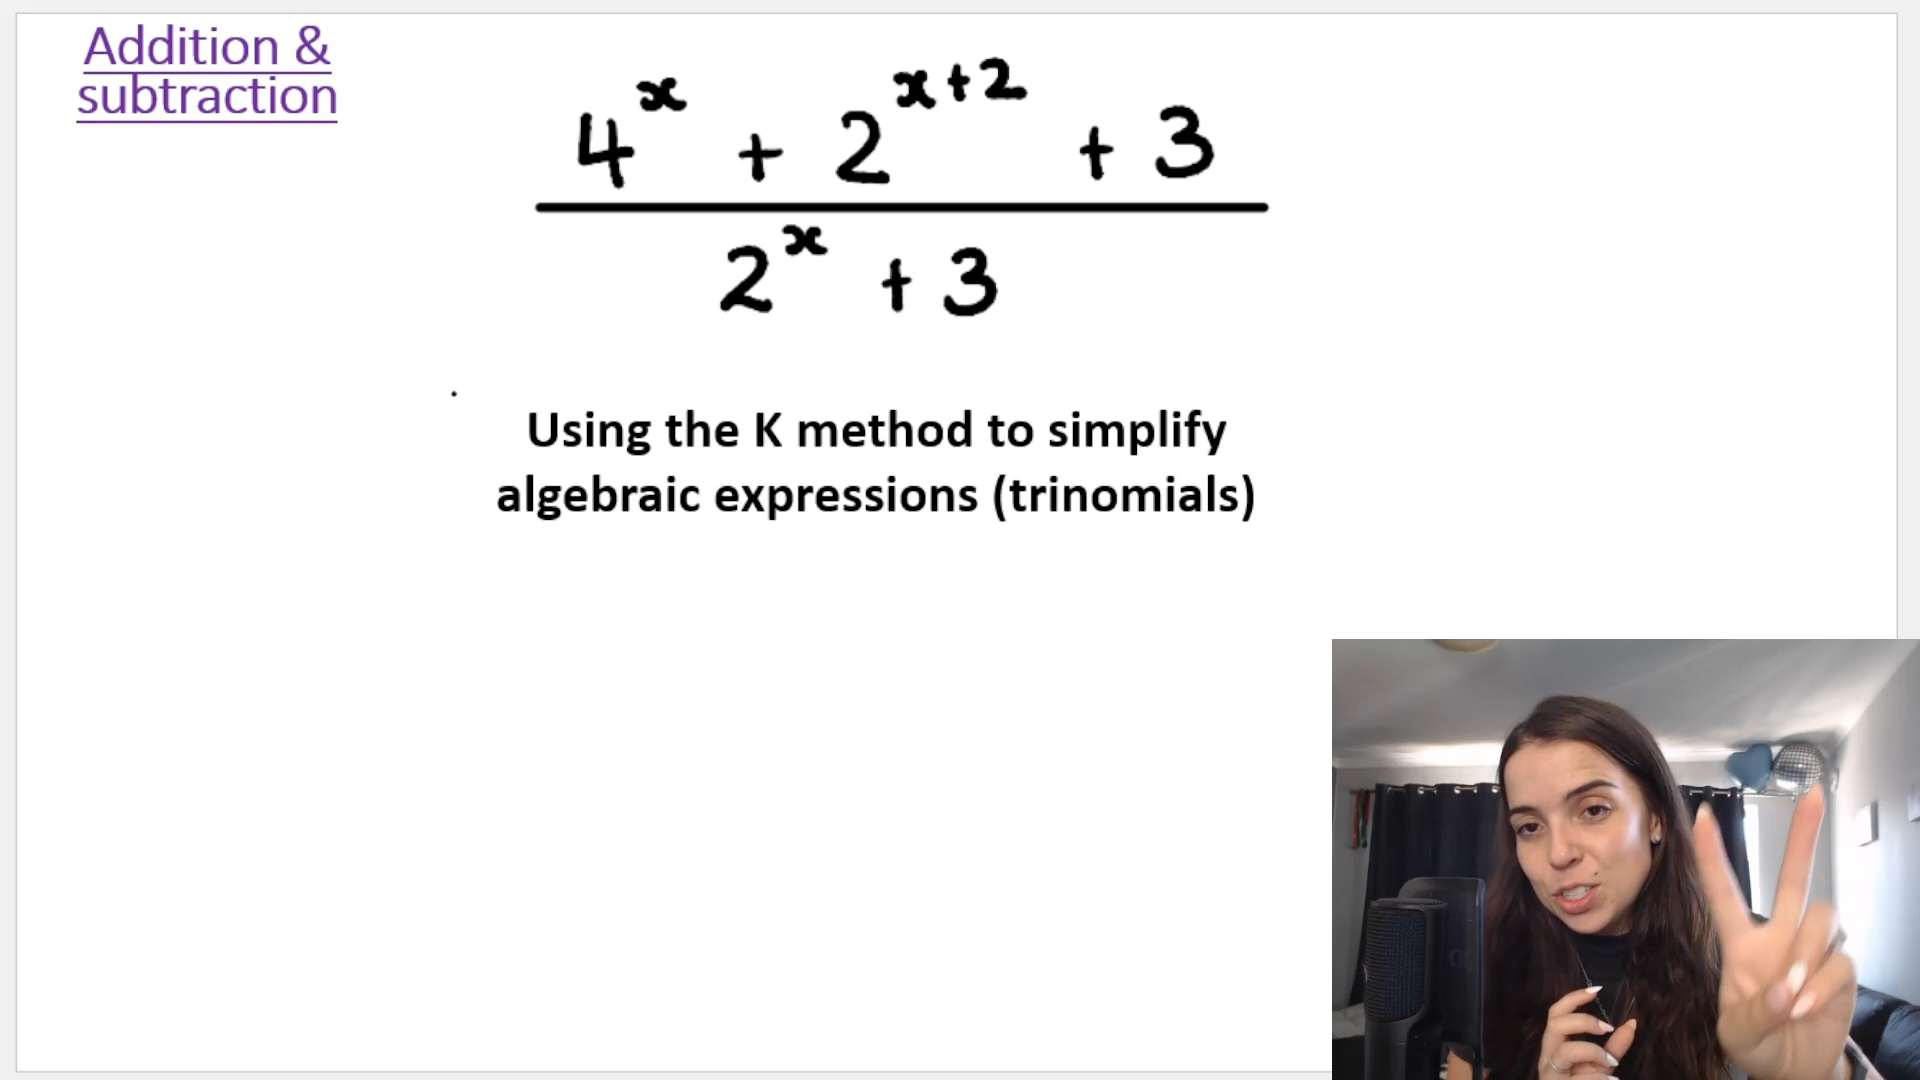 Addition &
subtraction
4^x + 2^(x+2) + 3
2^x + 3
Using the K method to simplify
algebraic expressions (trinomials)